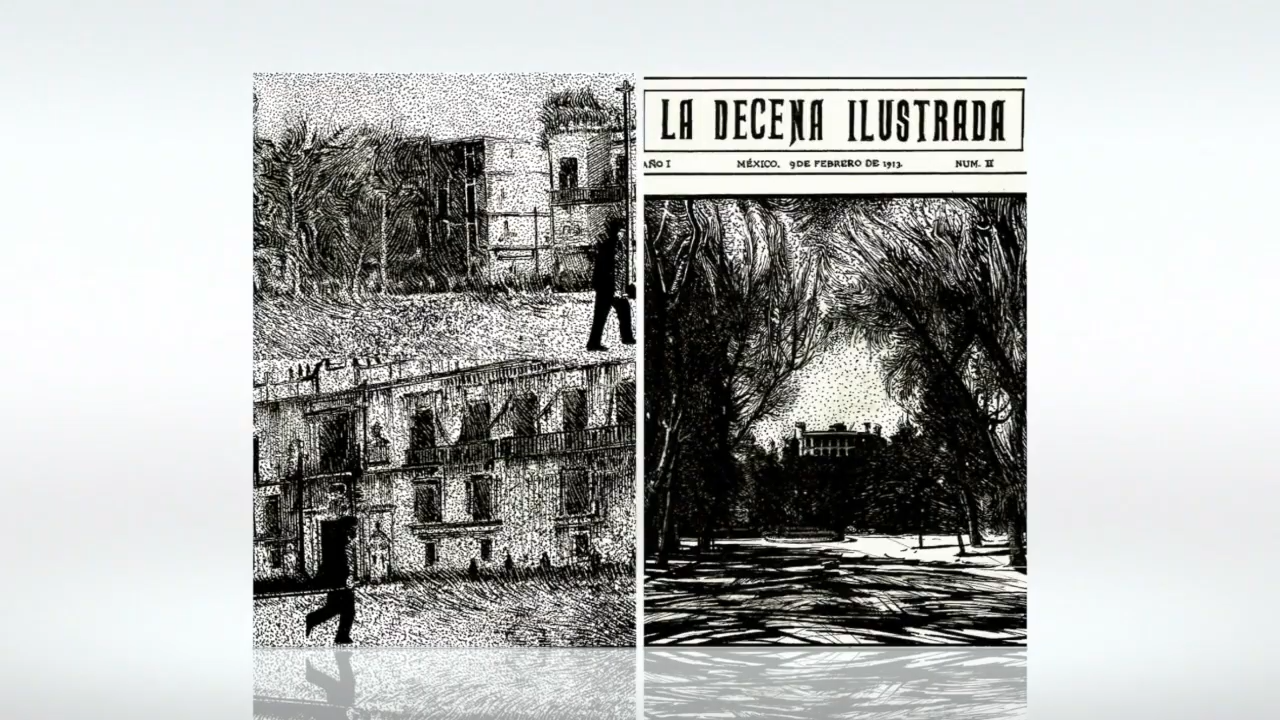 LA DECENA ILUSTRADA
AÑO I MÉXICO. 9 DE FEBRERO DE 1913. NUM. II